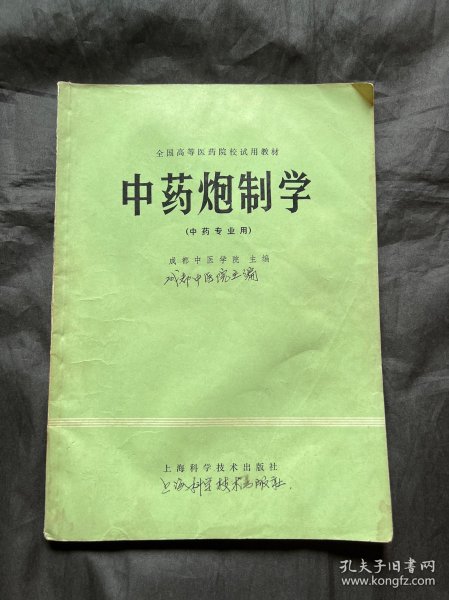 全国高等医药院校试用教材
中药炮制学
(中药专业用)
成都中医学院 主编
成都中医院主编
上海科学技术出版社
上海科学技术出版社.
孔夫子旧书网
www.kongfz.com